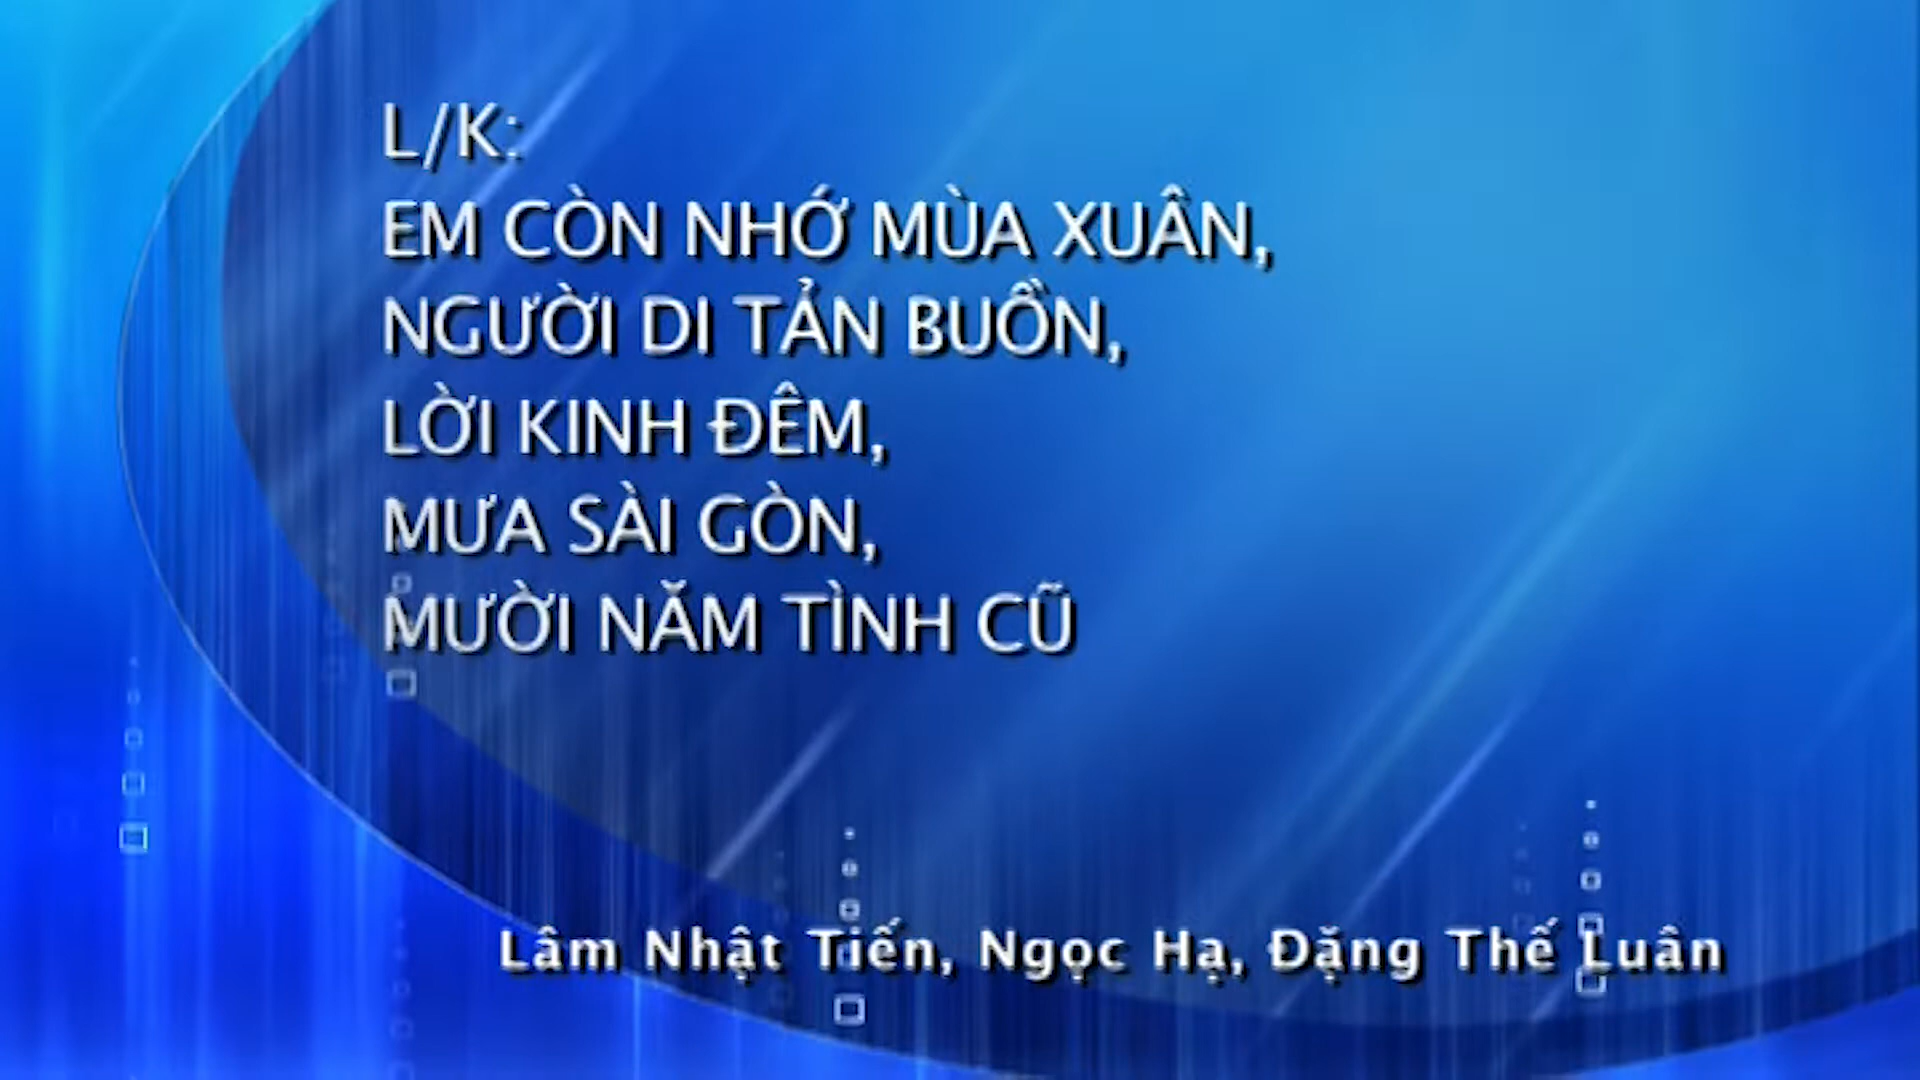 L/K:
EM CÒN NHỚ MÙA XUÂN,
NGƯỜI DI TẢN BUỒN,
LỜI KINH ĐÊM,
MƯA SÀI GÒN,
MƯỜI NĂM TÌNH CŨ
Lâm Nhật Tiến, Ngọc Hạ, Đặng Thế Luân